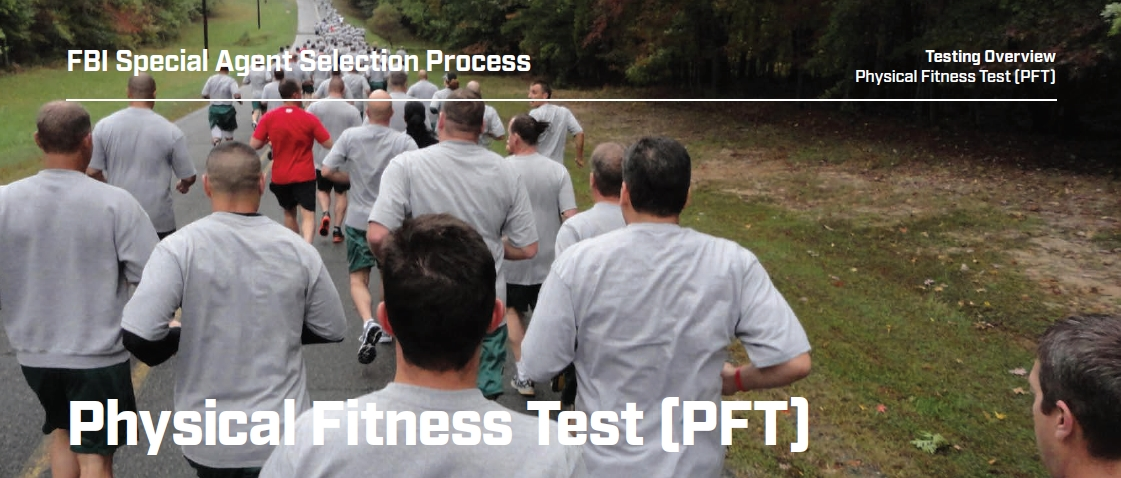 FBI Special Agent Selection Process
Testing Overview
Physical Fitness Test (PFT)
Physical Fitness Test (PFT)